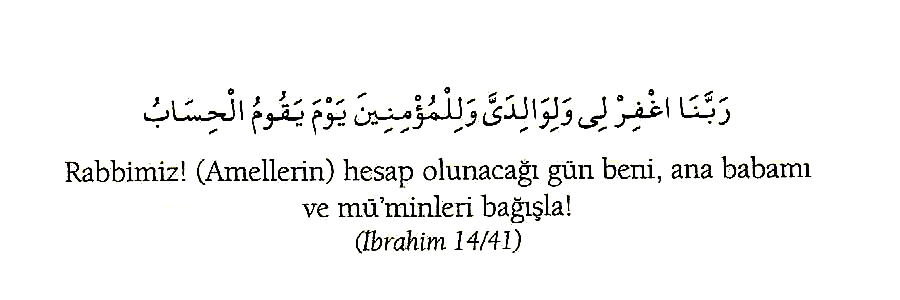 رَبَّنَا اغْفِرْ لِى وَلِوَالِدَىَّ وَلِلْمُؤْمِنِينَ يَوْمَ يَقُومُ الْحِسَابُ
Rabbimiz! (Amellerin) hesap olunacağı gün beni, ana babamı
ve mü’minleri bağışla!
(İbrahim 14/41)